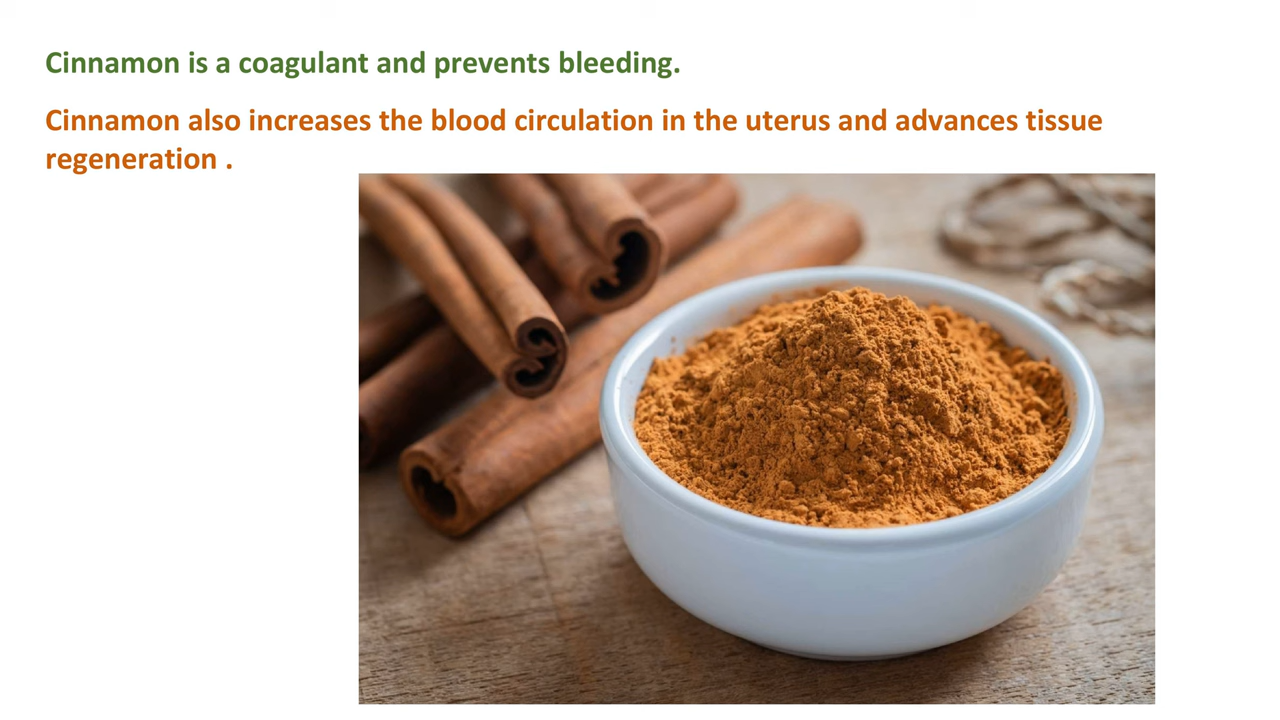 Cinnamon is a coagulant and prevents bleeding.
Cinnamon also increases the blood circulation in the uterus and advances tissue
regeneration .